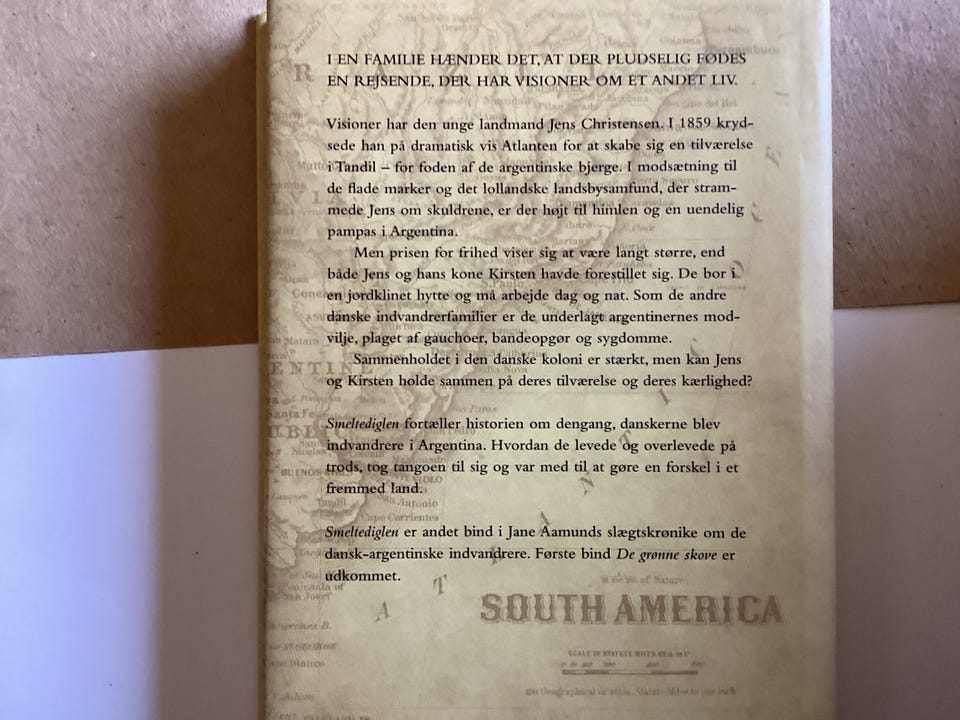 I EN FAMILIE HÆNDER DET, AT DER PLUDSELIG FØDES
EN REJSENDE, DER HAR VISIONER OM ET ANDET LIV.
Visioner har den unge landmand Jens Christensen. I 1859 kryd-
sede han på dramatisk vis Atlanten for at skabe sig en tilværelse
i Tandil – for foden af de argentinske bjerge. I modsætning til
de flade marker og det lollandske landsbysamfund, der stram-
mede Jens om skuldrene, er der højt til himlen og en uendelig
pampas i Argentina.
Men prisen for frihed viser sig at være langt større, end
både Jens og hans kone Kirsten havde forestillet sig. De bor i
en jordklinet hytte og må arbejde dag og nat. Som de andre
danske indvandrerfamilier er de underlagt argentinernes mod-
vilje, plaget af gauchoer, bandeopgør og sygdomme.
Sammenholdet i den danske koloni er stærkt, men kan Jens
og Kirsten holde sammen på deres tilværelse og deres kærlighed?
Smeltediglen fortæller historien om dengang, danskerne blev
indvandrere i Argentina. Hvordan de levede og overlevede på
trods, tog tangoen til sig og var med til at gøre en forskel i et
fremmed land.
Smeltediglen er andet bind i Jane Aamunds slægtskrønike om de
dansk-argentinske indvandrere. Første bind De grønne skove er
udkommet.
SOUTH AMERICA